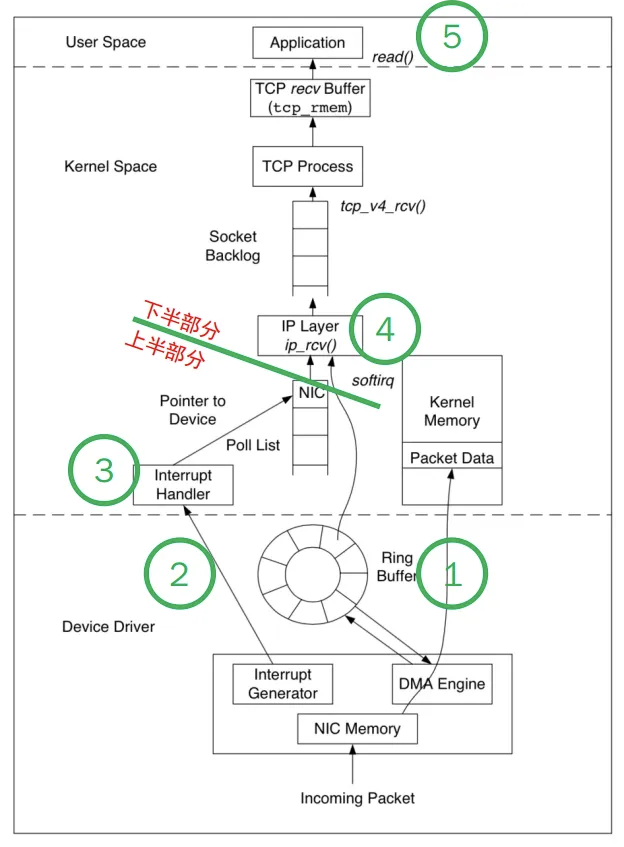 User Space
Application
5
read()
TCP recv Buffer
(tcp_rmem)
Kernel Space
TCP Process
tcp_v4_rcv()
Socket
Backlog
下半部分
上半部分
IP Layer
ip_rcv()
4
softirq
NIC
Pointer to
Device
Poll List
Kernel
Memory
Packet Data
3
Interrupt
Handler
2
Ring
Buffer
1
Device Driver
Interrupt
Generator
DMA Engine
NIC Memory
Incoming Packet